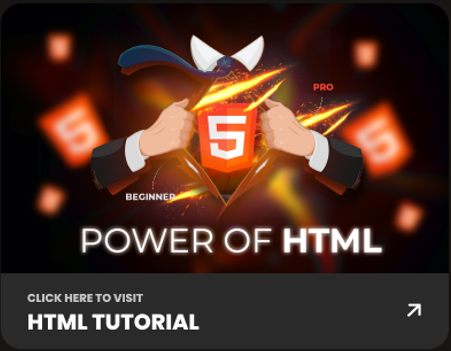 PRO
5
BEGINNER
POWER OF HTML
CLICK HERE TO VISIT
HTML TUTORIAL